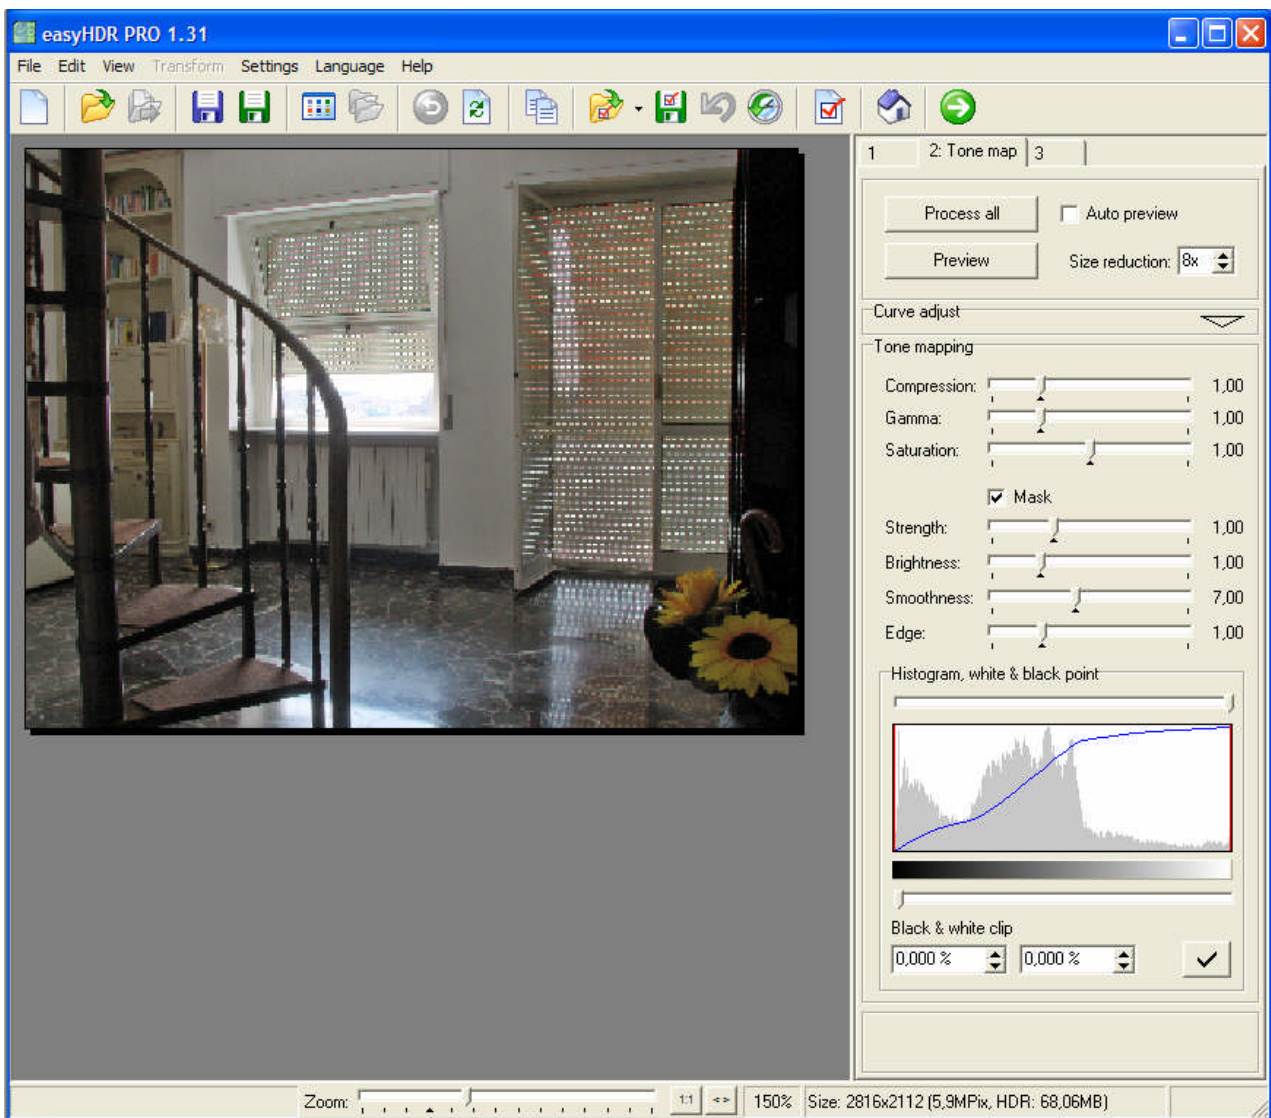 easyHDR PRO 1.31
File Edit View Transform Settings Language Help
1 2: Tone map 3
Process all Auto preview
Preview Size reduction: 8x
Curve adjust
Tone mapping
Compression: 1,00
Gamma: 1,00
Saturation: 1,00
Mask
Strength: 1,00
Brightness: 1,00
Smoothness: 7,00
Edge: 1,00
Histogram, white & black point
Black & white clip
0,000 % 0,000 %
Zoom: 1:1 <> 150% Size: 2816x2112 (5,9MPix, HDR: 68,06MB)